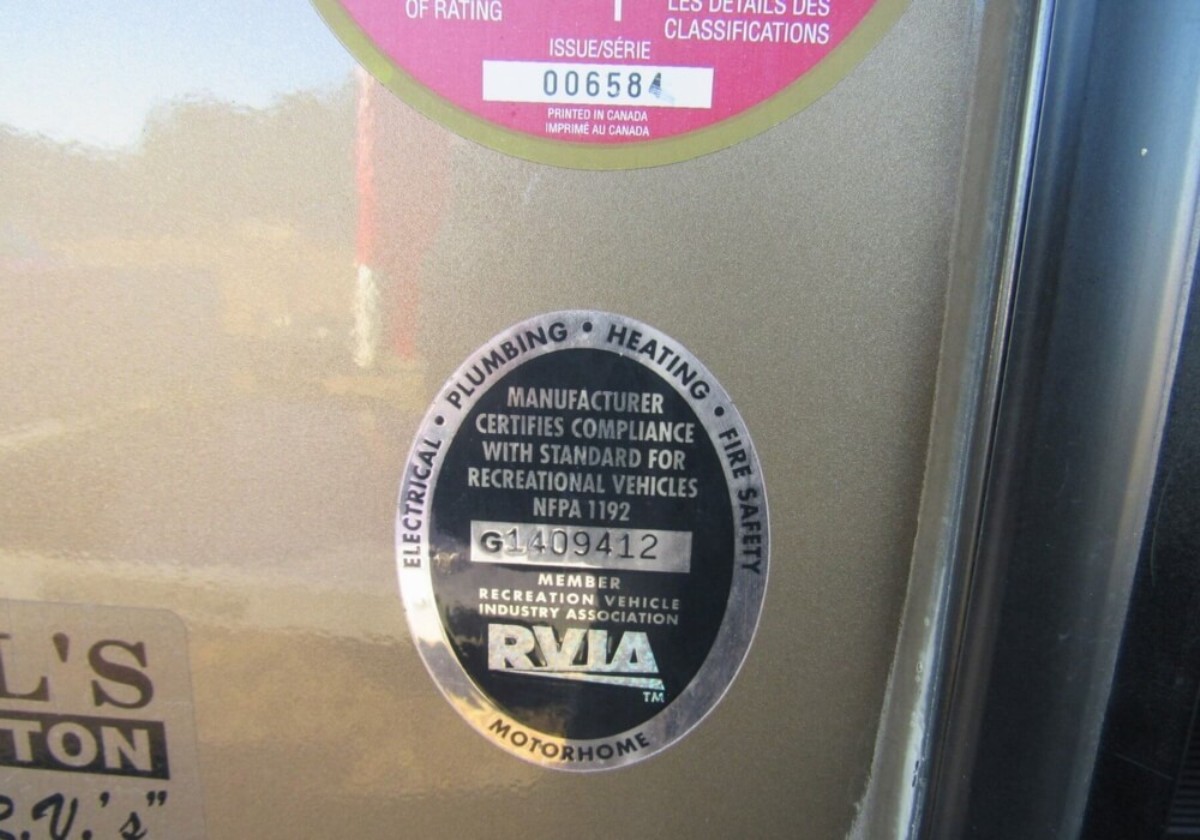 OF RATING
LES DÉTAILS DES
CLASSIFICATIONS
ISSUE/SÉRIE
00658
PRINTED IN CANADA
IMPRIMÉ AU CANADA
ELECTRICAL • PLUMBING • HEATING • FIRE SAFETY
MANUFACTURER
CERTIFIES COMPLIANCE
WITH STANDARD FOR
RECREATIONAL VEHICLES
NFPA 1192
G1409412
MEMBER
RECREATION VEHICLE
INDUSTRY ASSOCIATION
RVIA
TM
MOTORHOME
L'S
TON
R.V.'s"